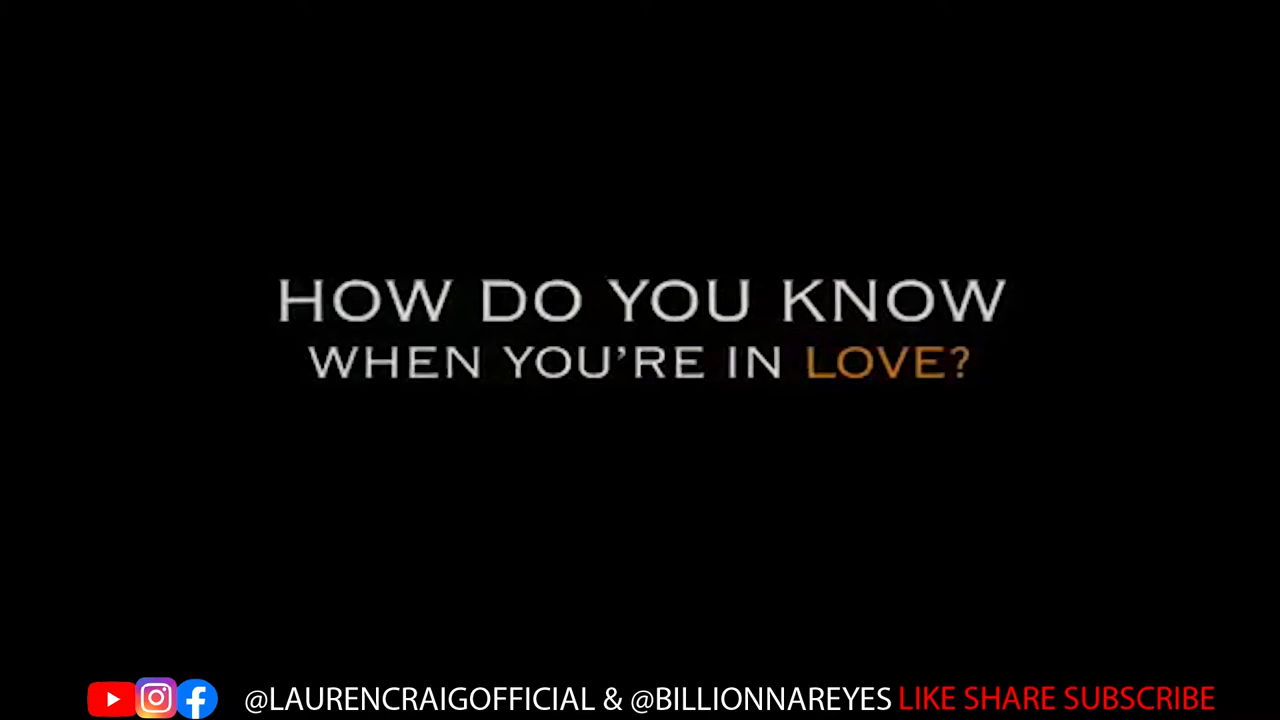 HOW DO YOU KNOW
WHEN YOU'RE IN LOVE?
@LAURENCRAIGOFFICIAL & @BILLIONNAREYES LIKE SHARE SUBSCRIBE